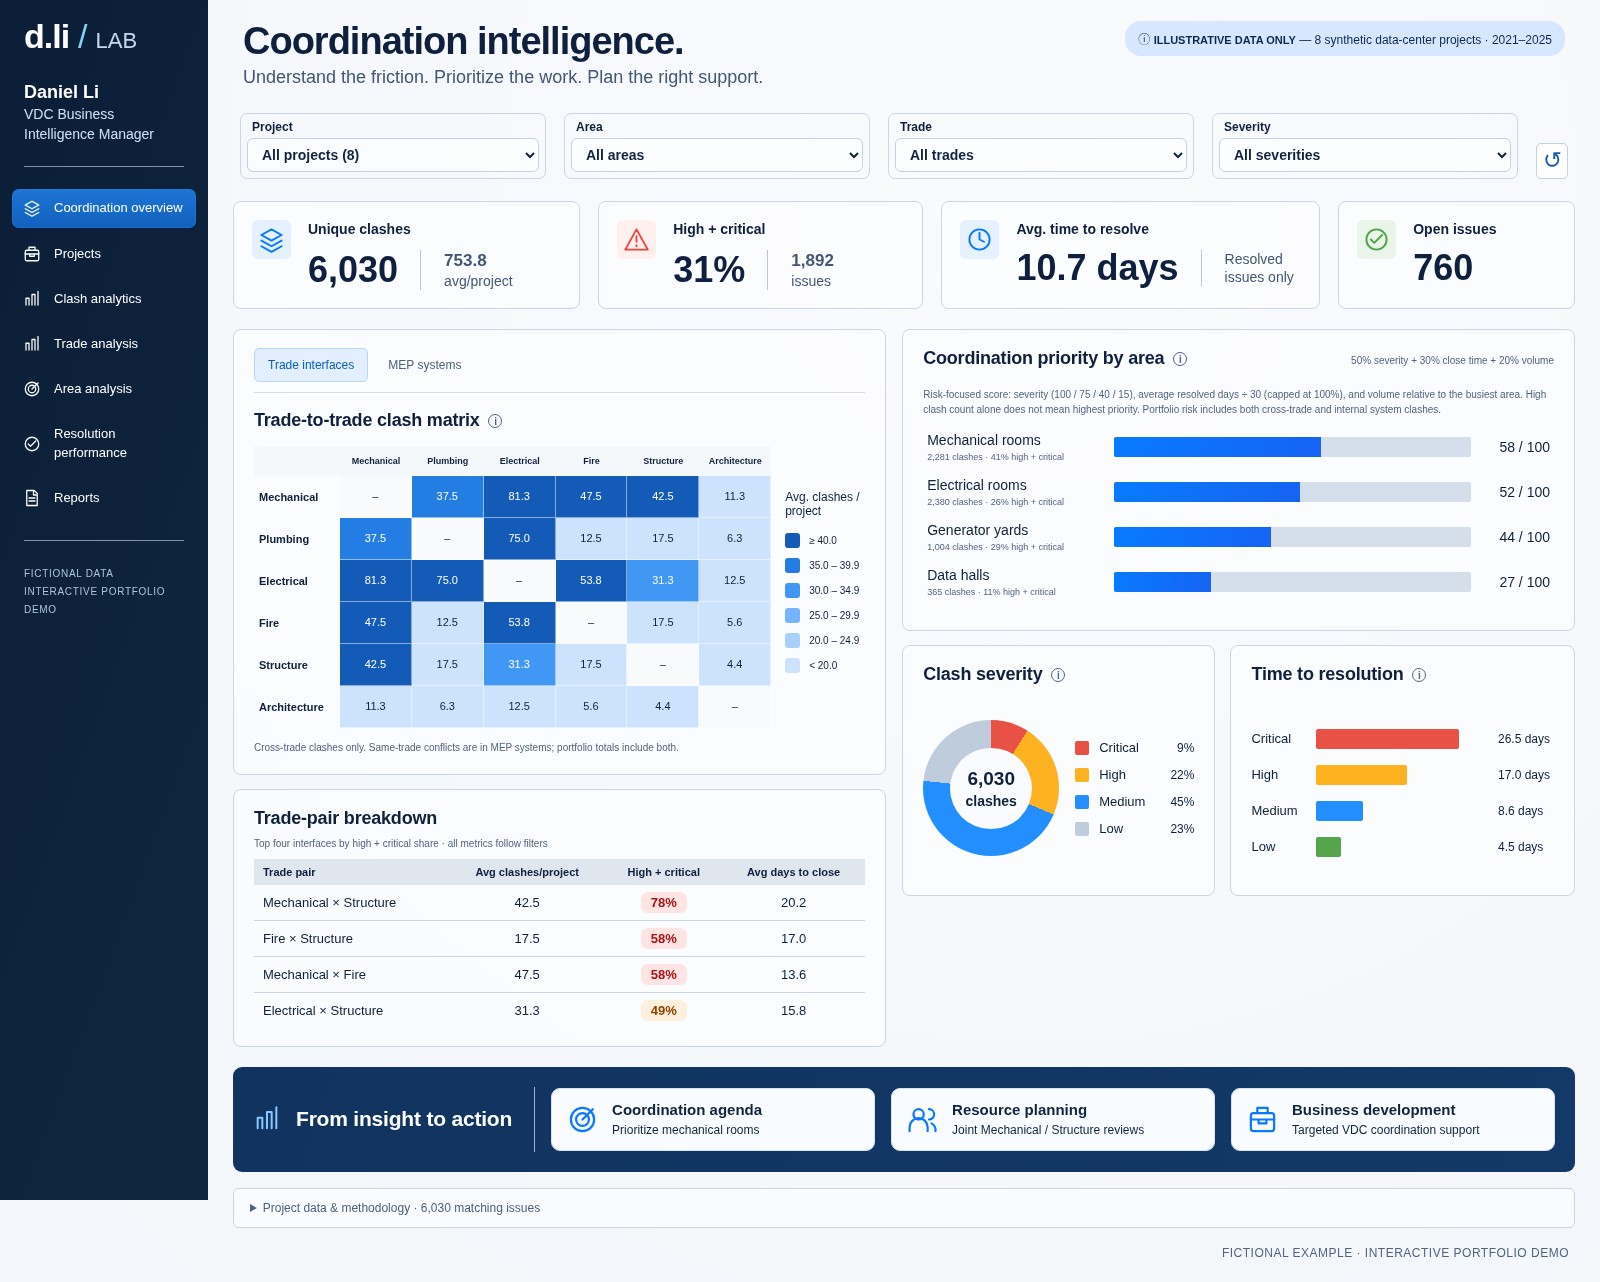 d.li / LAB
Daniel Li
VDC Business
Intelligence Manager
Coordination overview
Projects
Clash analytics
Trade analysis
Area analysis
Resolution
performance
Reports
FICTIONAL DATA
INTERACTIVE PORTFOLIO
DEMO
Coordination intelligence.
Understand the friction. Prioritize the work. Plan the right support.
ⓘ ILLUSTRATIVE DATA ONLY — 8 synthetic data-center projects · 2021–2025
Project
All projects (8)
Area
All areas
Trade
All trades
Severity
All severities
↺
Unique clashes
6,030
753.8
avg/project
High + critical
31%
1,892
issues
Avg. time to resolve
10.7 days
Resolved
issues only
Open issues
760
Trade interfaces
MEP systems
Trade-to-trade clash matrix ⓘ
Mechanical Plumbing Electrical Fire Structure Architecture
Mechanical – 37.5 81.3 47.5 42.5 11.3
Plumbing 37.5 – 75.0 12.5 17.5 6.3
Electrical 81.3 75.0 – 53.8 31.3 12.5
Fire 47.5 12.5 53.8 – 17.5 5.6
Structure 42.5 17.5 31.3 17.5 – 4.4
Architecture 11.3 6.3 12.5 5.6 4.4 –
Avg. clashes /
project
≥ 40.0
35.0 – 39.9
30.0 – 34.9
25.0 – 29.9
20.0 – 24.9
< 20.0
Cross-trade clashes only. Same-trade conflicts are in MEP systems; portfolio totals include both.
Trade-pair breakdown
Top four interfaces by high + critical share · all metrics follow filters
Trade pair Avg clashes/project High + critical Avg days to close
Mechanical × Structure 42.5 78% 20.2
Fire × Structure 17.5 58% 17.0
Mechanical × Fire 47.5 58% 13.6
Electrical × Structure 31.3 49% 15.8
Coordination priority by area ⓘ
50% severity + 30% close time + 20% volume
Risk-focused score: severity (100 / 75 / 40 / 15), average resolved days ÷ 30 (capped at 100%), and volume relative to the busiest area. High
clash count alone does not mean highest priority. Portfolio risk includes both cross-trade and internal system clashes.
Mechanical rooms
2,281 clashes · 41% high + critical
58 / 100
Electrical rooms
2,380 clashes · 26% high + critical
52 / 100
Generator yards
1,004 clashes · 29% high + critical
44 / 100
Data halls
365 clashes · 11% high + critical
27 / 100
Clash severity ⓘ
6,030
clashes
Critical 9%
High 22%
Medium 45%
Low 23%
Time to resolution ⓘ
Critical 26.5 days
High 17.0 days
Medium 8.6 days
Low 4.5 days
From insight to action
Coordination agenda
Prioritize mechanical rooms
Resource planning
Joint Mechanical / Structure reviews
Business development
Targeted VDC coordination support
▶ Project data & methodology · 6,030 matching issues
FICTIONAL EXAMPLE · INTERACTIVE PORTFOLIO DEMO